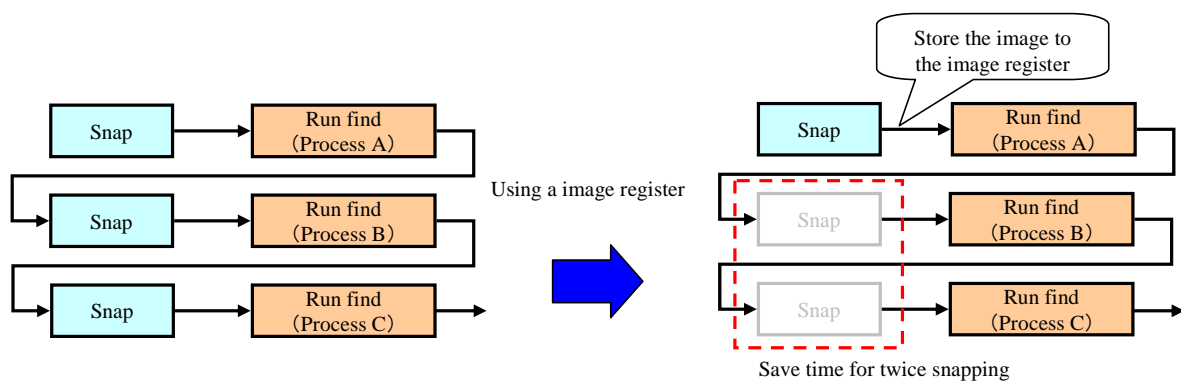 Store the image to
the image register
Snap
Run find
（Process A）
Snap
Run find
（Process B）
Snap
Run find
（Process C）
Using a image register
Snap
Run find
（Process A）
Snap
Run find
（Process B）
Snap
Run find
（Process C）
Save time for twice snapping